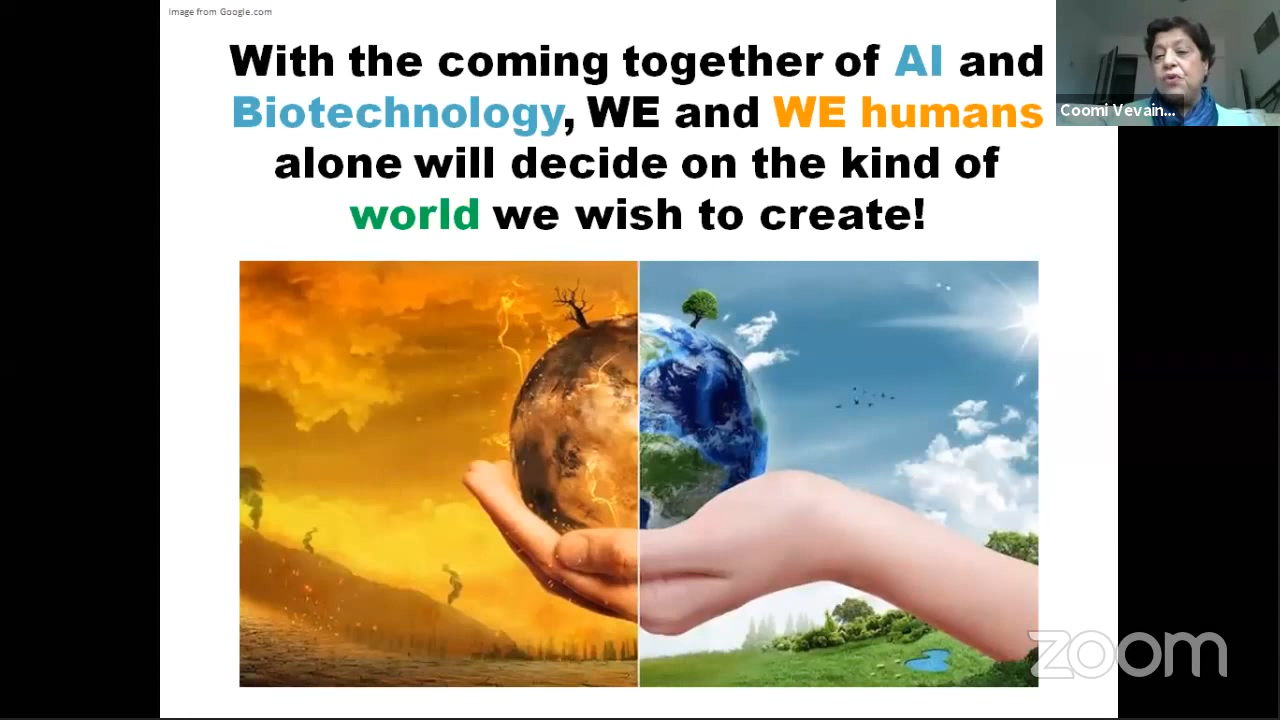 Image from Google.com
With the coming together of AI and
Biotechnology, WE and WE humans
alone will decide on the kind of
world we wish to create!
Coomi Vevain...
zoom